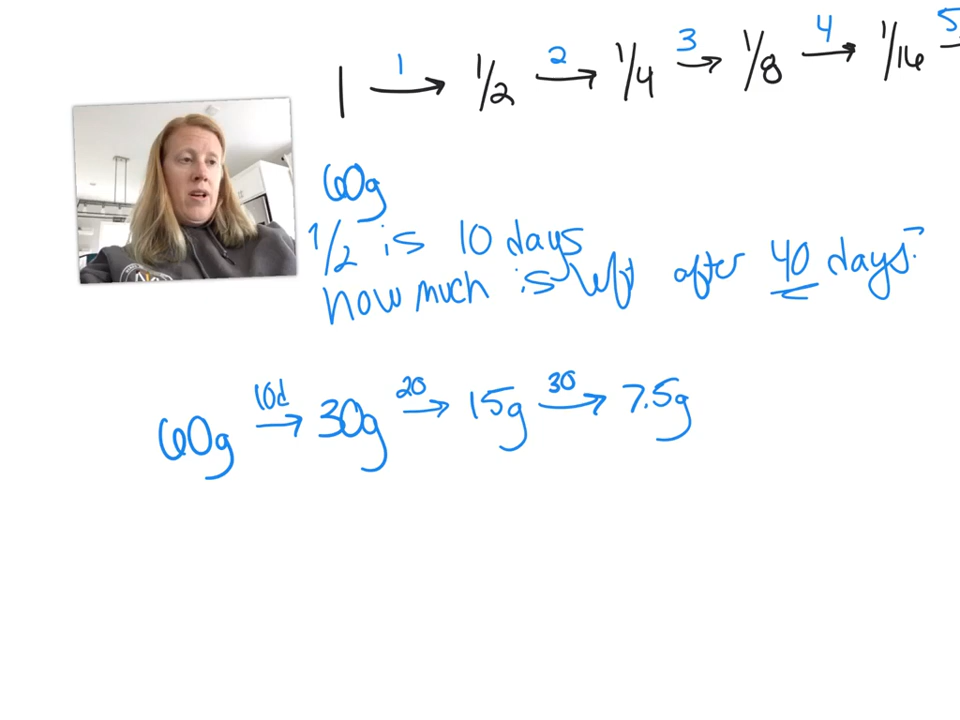 1 →1 1/2 →2 1/4 →3 1/8 →4 1/16 5
60g
1/2 is 10 days
how much is left after 40 days?
60g →10d 30g →20 15g →30 7.5g